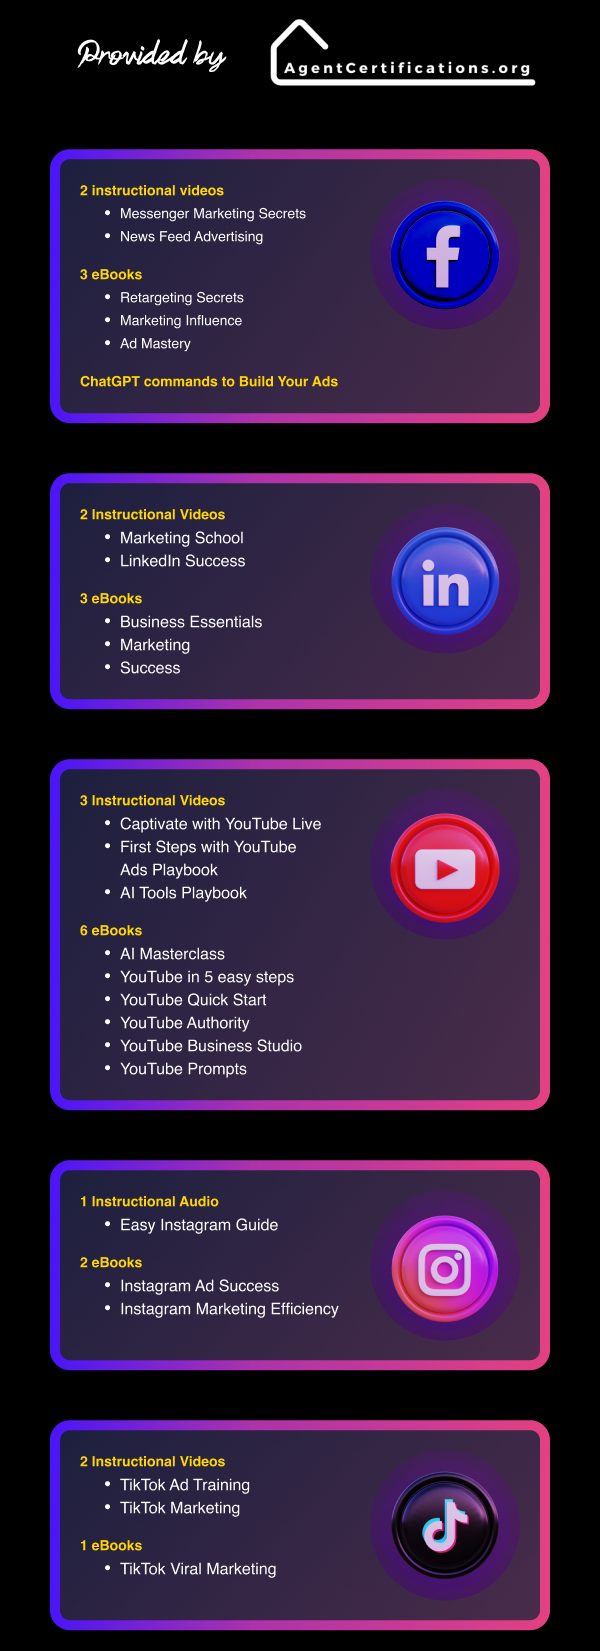 Provided by
AgentCertifications.org
2 instructional videos
• Messenger Marketing Secrets
• News Feed Advertising
3 eBooks
• Retargeting Secrets
• Marketing Influence
• Ad Mastery
ChatGPT commands to Build Your Ads
2 Instructional Videos
• Marketing School
• LinkedIn Success
in
3 eBooks
• Business Essentials
• Marketing
• Success
3 Instructional Videos
• Captivate with YouTube Live
• First Steps with YouTube
Ads Playbook
• AI Tools Playbook
6 eBooks
• AI Masterclass
• YouTube in 5 easy steps
• YouTube Quick Start
• YouTube Authority
• YouTube Business Studio
• YouTube Prompts
1 Instructional Audio
• Easy Instagram Guide
2 eBooks
• Instagram Ad Success
• Instagram Marketing Efficiency
2 Instructional Videos
• TikTok Ad Training
• TikTok Marketing
1 eBooks
• TikTok Viral Marketing